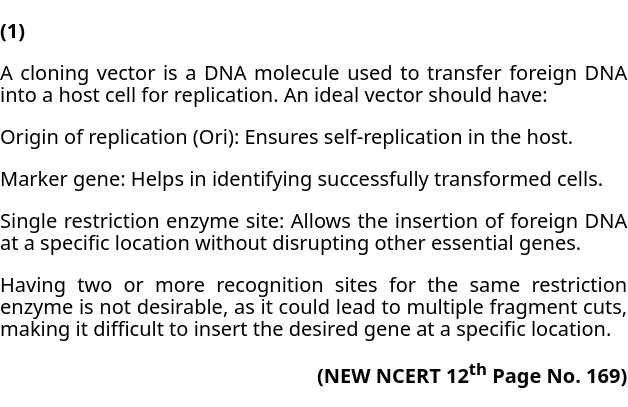 (1)
A cloning vector is a DNA molecule used to transfer foreign DNA
into a host cell for replication. An ideal vector should have:
Origin of replication (Ori): Ensures self-replication in the host.
Marker gene: Helps in identifying successfully transformed cells.
Single restriction enzyme site: Allows the insertion of foreign DNA
at a specific location without disrupting other essential genes.
Having two or more recognition sites for the same restriction
enzyme is not desirable, as it could lead to multiple fragment cuts,
making it difficult to insert the desired gene at a specific location.
(NEW NCERT 12th Page No. 169)